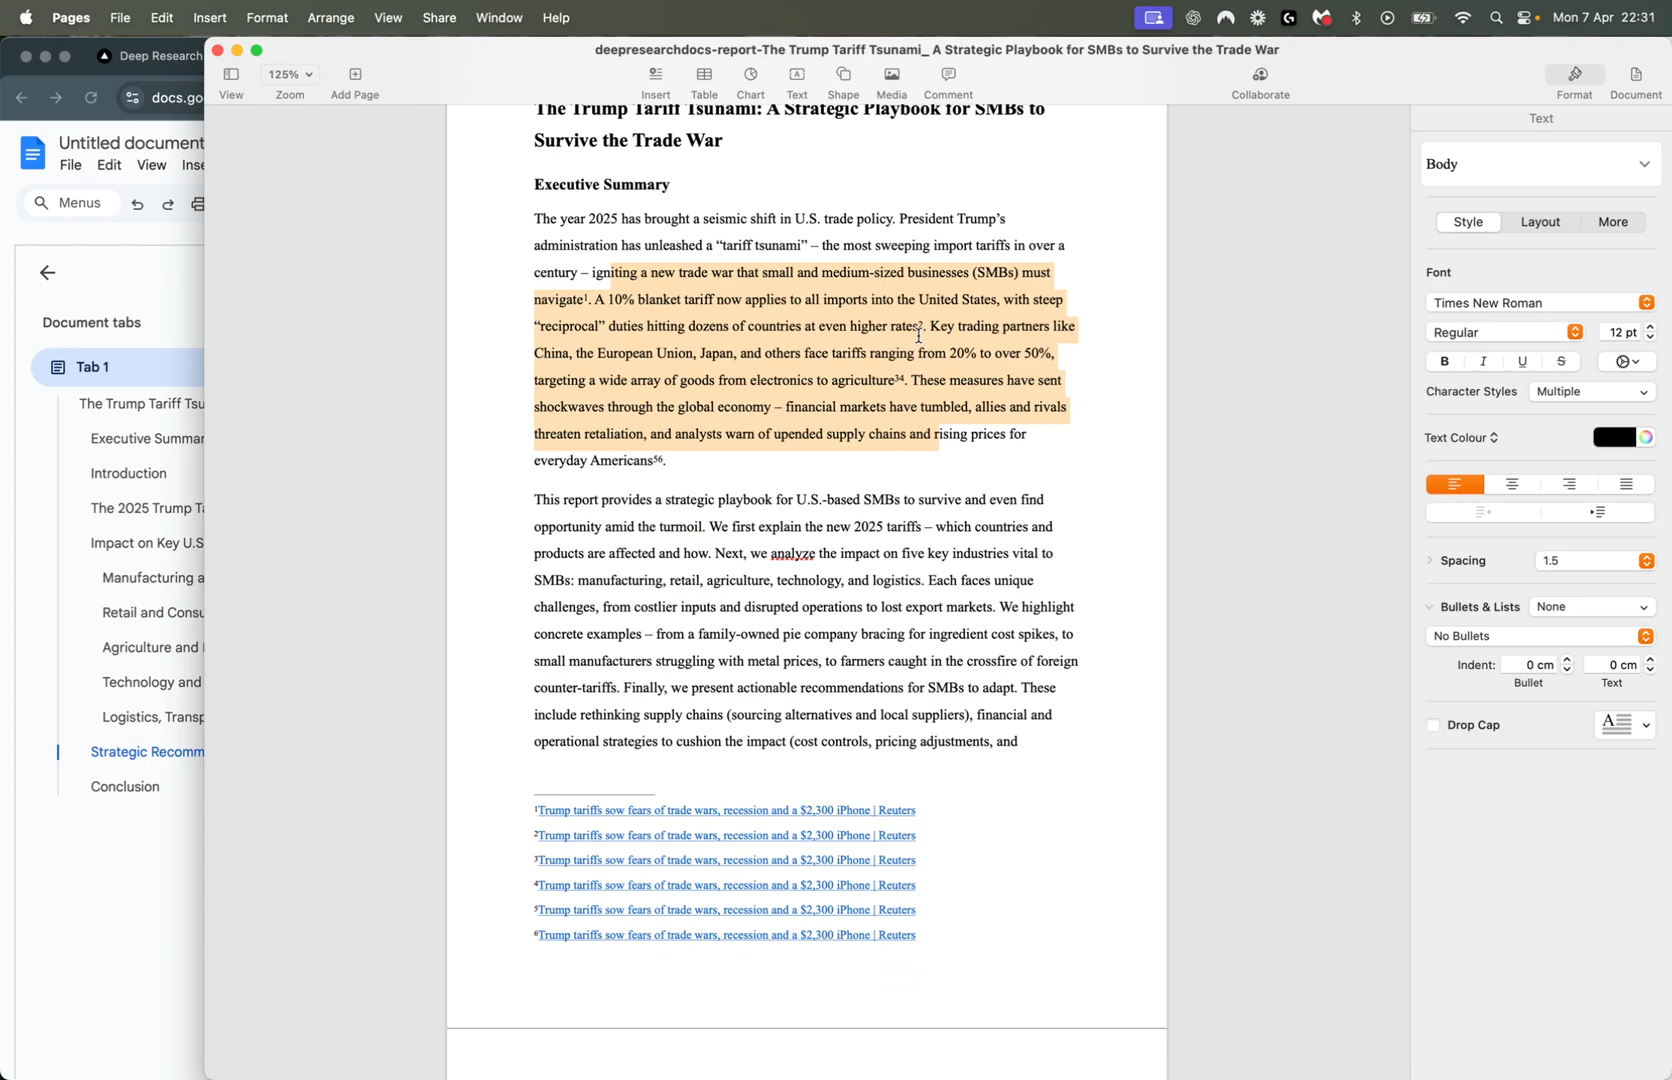 Pages File Edit Insert Format Arrange View Share Window Help
Mon 7 Apr 22:31
Deep Research
docs.goo
Untitled document
File Edit View Inse
Menus
Document tabs
Tab 1
The Trump Tariff Tsu
Executive Summar
Introduction
The 2025 Trump Ta
Impact on Key U.S
Manufacturing a
Retail and Consu
Agriculture and
Technology and
Logistics, Transp
Strategic Recomm
Conclusion
deepresearchdocs-report-The Trump Tariff Tsunami_ A Strategic Playbook for SMBs to Survive the Trade War
125%
View Zoom Add Page Insert Table Chart Text Shape Media Comment Collaborate Format Document
The Trump Tariff Tsunami: A Strategic Playbook for SMBs to
Survive the Trade War
Executive Summary
The year 2025 has brought a seismic shift in U.S. trade policy. President Trump’s
administration has unleashed a “tariff tsunami” – the most sweeping import tariffs in over a
century – igniting a new trade war that small and medium-sized businesses (SMBs) must
navigate¹. A 10% blanket tariff now applies to all imports into the United States, with steep
“reciprocal” duties hitting dozens of countries at even higher rates². Key trading partners like
China, the European Union, Japan, and others face tariffs ranging from 20% to over 50%,
targeting a wide array of goods from electronics to agriculture³⁴. These measures have sent
shockwaves through the global economy – financial markets have tumbled, allies and rivals
threaten retaliation, and analysts warn of upended supply chains and rising prices for
everyday Americans⁵⁶.
This report provides a strategic playbook for U.S.-based SMBs to survive and even find
opportunity amid the turmoil. We first explain the new 2025 tariffs – which countries and
products are affected and how. Next, we analyze the impact on five key industries vital to
SMBs: manufacturing, retail, agriculture, technology, and logistics. Each faces unique
challenges, from costlier inputs and disrupted operations to lost export markets. We highlight
concrete examples – from a family-owned pie company bracing for ingredient cost spikes, to
small manufacturers struggling with metal prices, to farmers caught in the crossfire of foreign
counter-tariffs. Finally, we present actionable recommendations for SMBs to adapt. These
include rethinking supply chains (sourcing alternatives and local suppliers), financial and
operational strategies to cushion the impact (cost controls, pricing adjustments, and
¹Trump tariffs sow fears of trade wars, recession and a $2,300 iPhone | Reuters
²Trump tariffs sow fears of trade wars, recession and a $2,300 iPhone | Reuters
³Trump tariffs sow fears of trade wars, recession and a $2,300 iPhone | Reuters
⁴Trump tariffs sow fears of trade wars, recession and a $2,300 iPhone | Reuters
⁵Trump tariffs sow fears of trade wars, recession and a $2,300 iPhone | Reuters
⁶Trump tariffs sow fears of trade wars, recession and a $2,300 iPhone | Reuters
Text
Body
Style Layout More
Font
Times New Roman
Regular 12 pt
B I U S
Character Styles Multiple
Text Colour
Spacing 1.5
Bullets & Lists None
No Bullets
Indent: 0 cm 0 cm
Bullet Text
Drop Cap